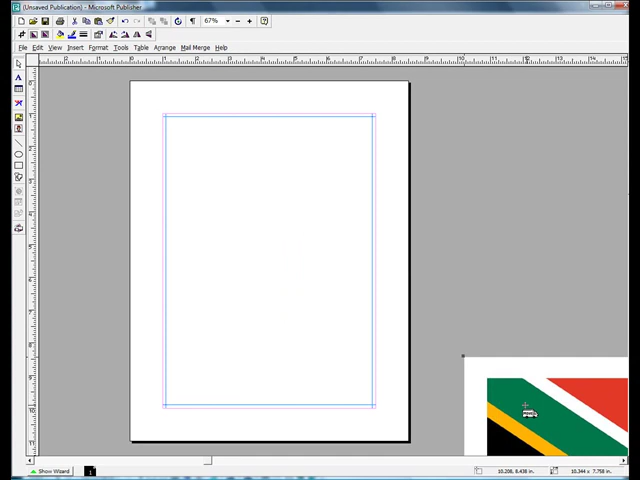 (Unsaved Publication) - Microsoft Publisher
67%
File Edit View Insert Format Tools Table Arrange Mail Merge Help
Show Wizard
1
10.208, 8.438 in.
10.344 x 7.758 in.